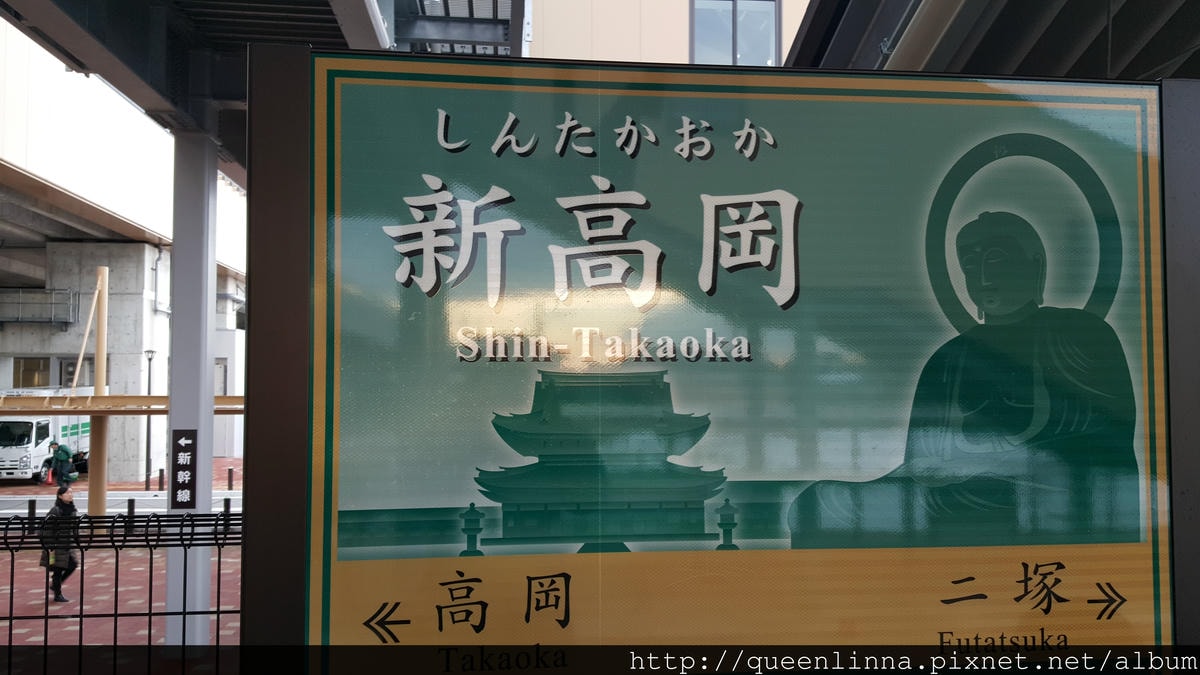 しんたかおか
新高岡
Shin-Takaoka
←新幹線
高岡
二塚
Takaoka
Futatsuka
http://queenlinna.pixnet.net/album